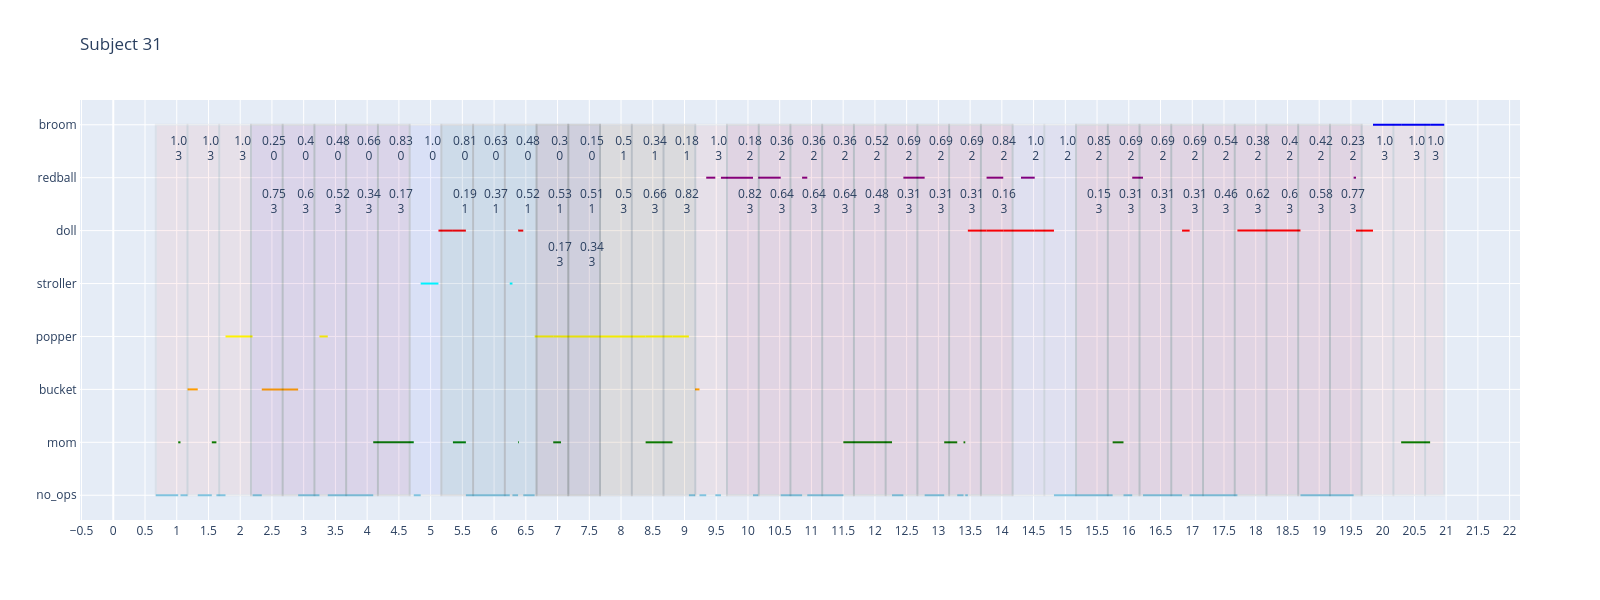 Subject 31
broom
1.0 1.0 1.0 0.25 0.4 0.48 0.66 0.83 1.0 0.81 0.63 0.48 0.3 0.15 0.5 0.34 0.18 1.0 0.18 0.36 0.36 0.36 0.52 0.69 0.69 0.69 0.84 1.0 1.0 0.85 0.69 0.69 0.69 0.54 0.38 0.4 0.42 0.23 1.0 1.0 1.0
3 3 3 0 0 0 0 0 0 0 0 0 0 0 1 1 1 3 2 2 2 2 2 2 2 2 2 2 2 2 2 2 2 2 2 2 2 2 3 3 3
redball
0.75 0.6 0.52 0.34 0.17 0.19 0.37 0.52 0.53 0.51 0.5 0.66 0.82 0.82 0.64 0.64 0.64 0.48 0.31 0.31 0.31 0.16 0.15 0.31 0.31 0.31 0.46 0.62 0.6 0.58 0.77
3 3 3 3 3 1 1 1 1 1 3 3 3 3 3 3 3 3 3 3 3 3 3 3 3 3 3 3 3 3 3
doll
0.17 0.34
3 3
stroller
popper
bucket
mom
no_ops
−0.5 0 0.5 1 1.5 2 2.5 3 3.5 4 4.5 5 5.5 6 6.5 7 7.5 8 8.5 9 9.5 10 10.5 11 11.5 12 12.5 13 13.5 14 14.5 15 15.5 16 16.5 17 17.5 18 18.5 19 19.5 20 20.5 21 21.5 22